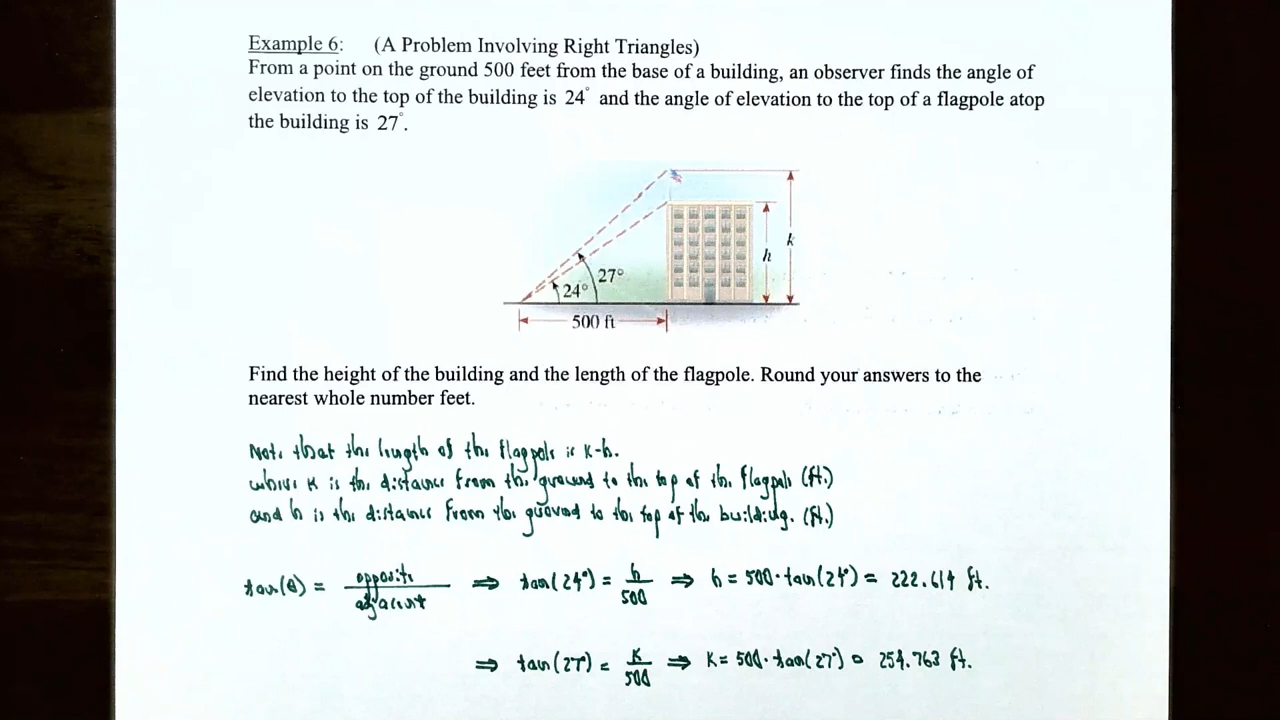 Example 6: (A Problem Involving Right Triangles)
From a point on the ground 500 feet from the base of a building, an observer finds the angle of
elevation to the top of the building is 24° and the angle of elevation to the top of a flagpole atop
the building is 27°.
k
h
27°
24°
500 ft
Find the height of the building and the length of the flagpole. Round your answers to the
nearest whole number feet.
Note that the length of the flagpole is K-h.
where K is the distance from the ground to the top of the flagpole (ft.)
and h is the distance from the ground to the top of the building. (ft.)
tan(θ) = opposite/adjacent ⇒ tan(24°) = h/500 ⇒ h = 500·tan(24°) = 222.614 ft.
⇒ tan(27°) = K/500 ⇒ K = 500·tan(27°) = 254.763 ft.